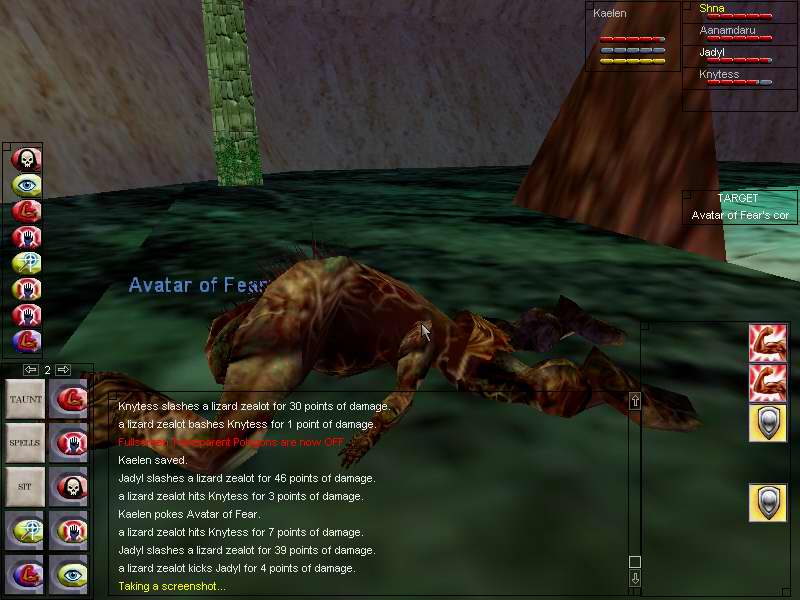 Kaelen
Shna
Aanamdaru
Jadyl
Knytess
TARGET
Avatar of Fear's cor
Avatar of Fear
2
TAUNT
SPELLS
SIT
Knytess slashes a lizard zealot for 30 points of damage.
a lizard zealot bashes Knytess for 1 point of damage.
Fullscreen Transparent Polygons are now OFF
Kaelen saved.
Jadyl slashes a lizard zealot for 46 points of damage.
a lizard zealot hits Knytess for 3 points of damage.
Kaelen pokes Avatar of Fear.
a lizard zealot hits Knytess for 7 points of damage.
Jadyl slashes a lizard zealot for 39 points of damage.
a lizard zealot kicks Jadyl for 4 points of damage.
Taking a screenshot...